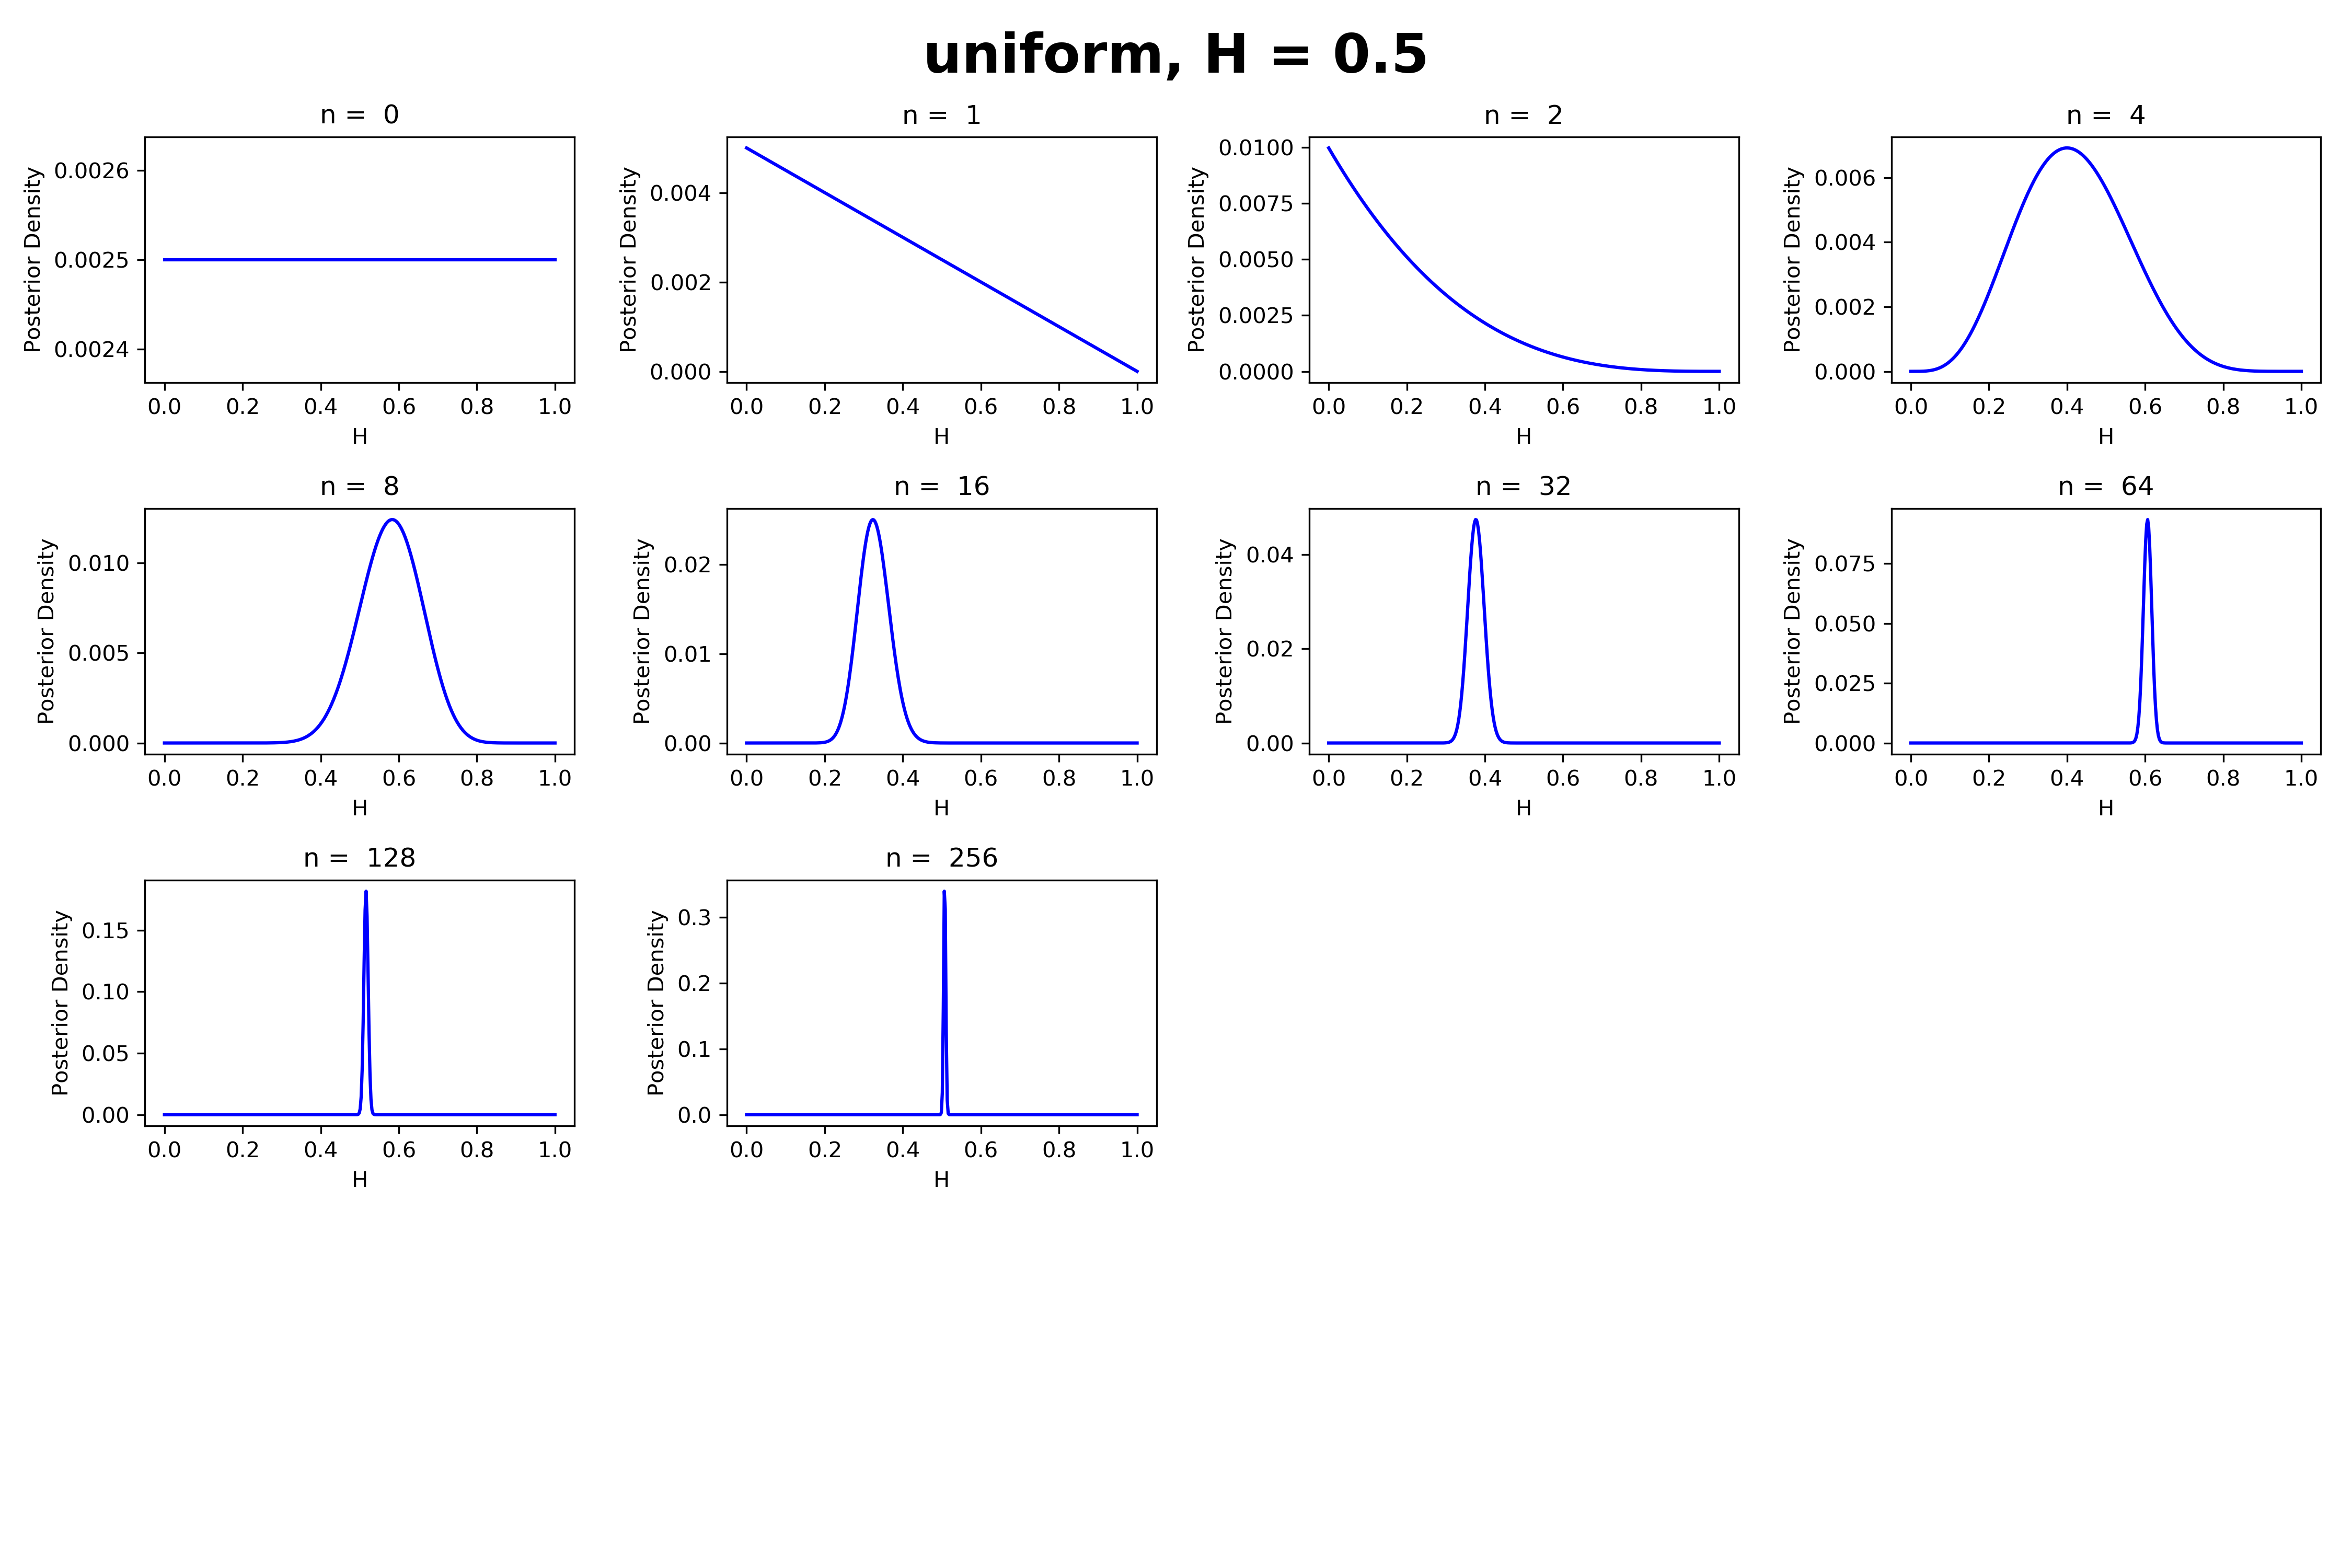 uniform, H = 0.5
n =  0
0.0026
0.0025
0.0024
Posterior Density
0.0 0.2 0.4 0.6 0.8 1.0
H
n =  1
0.004
0.002
0.000
Posterior Density
0.0 0.2 0.4 0.6 0.8 1.0
H
n =  2
0.0100
0.0075
0.0050
0.0025
0.0000
Posterior Density
0.0 0.2 0.4 0.6 0.8 1.0
H
n =  4
0.006
0.004
0.002
0.000
Posterior Density
0.0 0.2 0.4 0.6 0.8 1.0
H
n =  8
0.010
0.005
0.000
Posterior Density
0.0 0.2 0.4 0.6 0.8 1.0
H
n =  16
0.02
0.01
0.00
Posterior Density
0.0 0.2 0.4 0.6 0.8 1.0
H
n =  32
0.04
0.02
0.00
Posterior Density
0.0 0.2 0.4 0.6 0.8 1.0
H
n =  64
0.075
0.050
0.025
0.000
Posterior Density
0.0 0.2 0.4 0.6 0.8 1.0
H
n =  128
0.15
0.10
0.05
0.00
Posterior Density
0.0 0.2 0.4 0.6 0.8 1.0
H
n =  256
0.3
0.2
0.1
0.0
Posterior Density
0.0 0.2 0.4 0.6 0.8 1.0
H